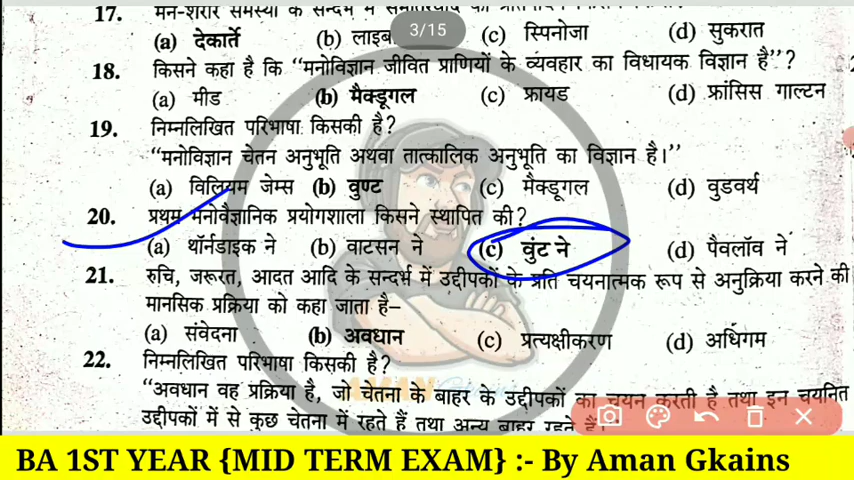 17. मन-शरीर समस्या के सन्दर्भ में
(a) देकार्ते (b) लाइब 3/15 (c) स्पिनोजा (d) सुकरात
18. किसने कहा है कि “मनोविज्ञान जीवित प्राणियों के व्यवहार का विधायक विज्ञान है”?
(a) मीड (b) मैक्डूगल (c) फ्रायड (d) फ्रांसिस गाल्टन
19. निम्नलिखित परिभाषा किसकी है?
“मनोविज्ञान चेतन अनुभूति अथवा तात्कालिक अनुभूति का विज्ञान है।”
(a) विलियम जेम्स (b) वुण्ट (c) मैक्डूगल (d) वुडवर्थ
20. प्रथम मनोवैज्ञानिक प्रयोगशाला किसने स्थापित की?
(a) थॉर्नडाइक ने (b) वाटसन ने (c) वुंट ने (d) पैवलॉव ने
21. रुचि, जरूरत, आदत आदि के सन्दर्भ में उद्दीपकों के प्रति चयनात्मक रूप से अनुक्रिया करने की
मानसिक प्रक्रिया को कहा जाता है–
(a) संवेदना (b) अवधान (c) प्रत्यक्षीकरण (d) अधिगम
22. निम्नलिखित परिभाषा किसकी है?
“अवधान वह प्रक्रिया है, जो चेतना के बाहर के उद्दीपकों का चयन करती है तथा इन चयनित
उद्दीपकों में से कुछ चेतना में रहते हैं तथा अन्य बाहर रहते हैं।”
BA 1ST YEAR {MID TERM EXAM} :- By Aman Gkains